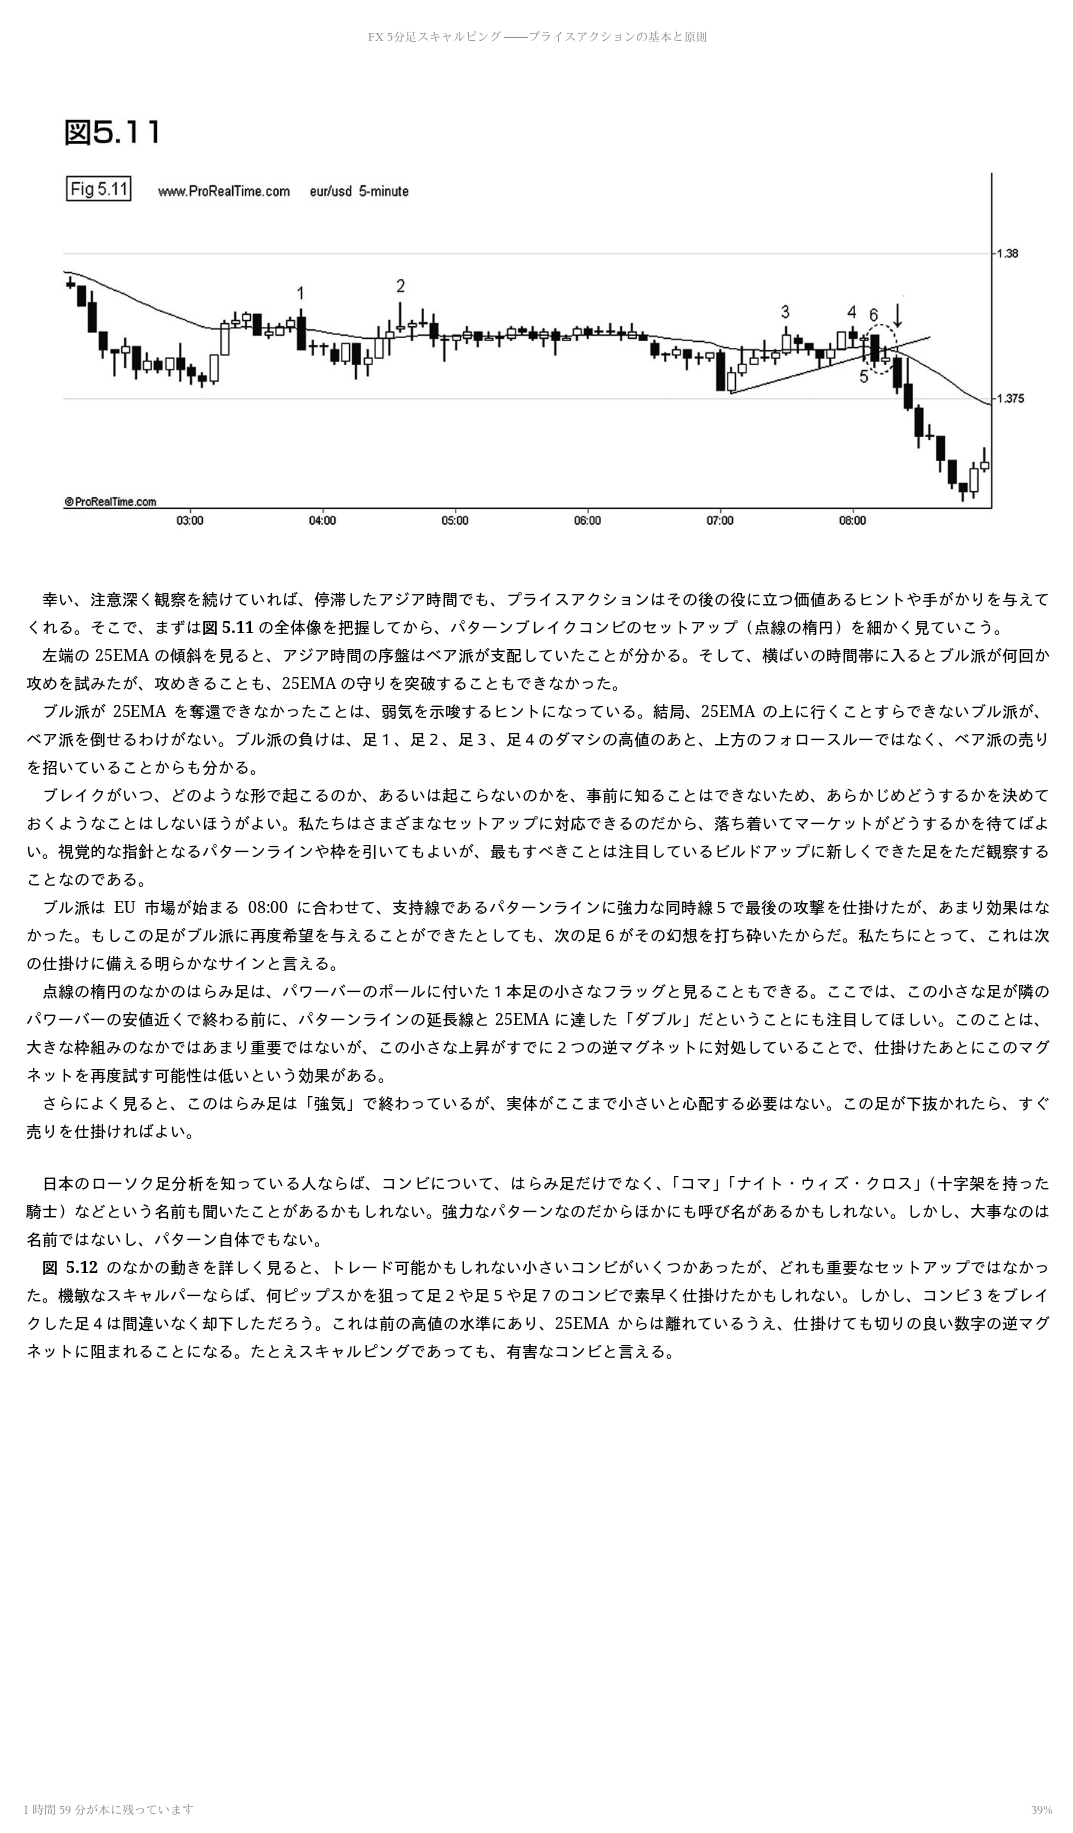 FX 5分足スキャルピング ――プライスアクションの基本と原則
図5.11
Fig 5.11 www.ProRealTime.com eur/usd 5-minute
1.38
1 2 3 4 6
5
1.375
©ProRealTime.com
03:00 04:00 05:00 06:00 07:00 08:00
幸い、注意深く観察を続けていれば、停滞したアジア時間でも、プライスアクションはその後の役に立つ価値あるヒントや手がかりを与えて
くれる。そこで、まずは図 5.11 の全体像を把握してから、パターンブレイクコンビのセットアップ（点線の楕円）を細かく見ていこう。
左端の 25EMA の傾斜を見ると、アジア時間の序盤はベア派が支配していたことが分かる。そして、横ばいの時間帯に入るとブル派が何回か
攻めを試みたが、攻めきることも、25EMA の守りを突破することもできなかった。
ブル派が 25EMA を奪還できなかったことは、弱気を示唆するヒントになっている。結局、25EMA の上に行くことすらできないブル派が、
ベア派を倒せるわけがない。ブル派の負けは、足１、足２、足３、足４のダマシの高値のあと、上方のフォロースルーではなく、ベア派の売り
を招いていることからも分かる。
ブレイクがいつ、どのような形で起こるのか、あるいは起こらないのかを、事前に知ることはできないため、あらかじめどうするかを決めて
おくようなことはしないほうがよい。私たちはさまざまなセットアップに対応できるのだから、落ち着いてマーケットがどうするかを待てばよ
い。視覚的な指針となるパターンラインや枠を引いてもよいが、最もすべきことは注目しているビルドアップに新しくできた足をただ観察する
ことなのである。
ブル派は EU 市場が始まる 08:00 に合わせて、支持線であるパターンラインに強力な同時線５で最後の攻撃を仕掛けたが、あまり効果はな
かった。もしこの足がブル派に再度希望を与えることができたとしても、次の足６がその幻想を打ち砕いたからだ。私たちにとって、これは次
の仕掛けに備える明らかなサインと言える。
点線の楕円のなかのはらみ足は、パワーバーのポールに付いた１本足の小さなフラッグと見ることもできる。ここでは、この小さな足が隣の
パワーバーの安値近くで終わる前に、パターンラインの延長線と 25EMA に達した「ダブル」だということにも注目してほしい。このことは、
大きな枠組みのなかではあまり重要ではないが、この小さな上昇がすでに２つの逆マグネットに対処していることで、仕掛けたあとにこのマグ
ネットを再度試す可能性は低いという効果がある。
さらによく見ると、このはらみ足は「強気」で終わっているが、実体がここまで小さいと心配する必要はない。この足が下抜かれたら、すぐ
売りを仕掛ければよい。
日本のローソク足分析を知っている人ならば、コンビについて、はらみ足だけでなく、「コマ」「ナイト・ウィズ・クロス」（十字架を持った
騎士）などという名前も聞いたことがあるかもしれない。強力なパターンなのだからほかにも呼び名があるかもしれない。しかし、大事なのは
名前ではないし、パターン自体でもない。
図 5.12 のなかの動きを詳しく見ると、トレード可能かもしれない小さいコンビがいくつかあったが、どれも重要なセットアップではなかっ
た。機敏なスキャルパーならば、何ピップスかを狙って足２や足５や足７のコンビで素早く仕掛けたかもしれない。しかし、コンビ３をブレイ
クした足４は間違いなく却下しただろう。これは前の高値の水準にあり、25EMA からは離れているうえ、仕掛けても切りの良い数字の逆マグ
ネットに阻まれることになる。たとえスキャルピングであっても、有害なコンビと言える。
1 時間 59 分が本に残っています 39%